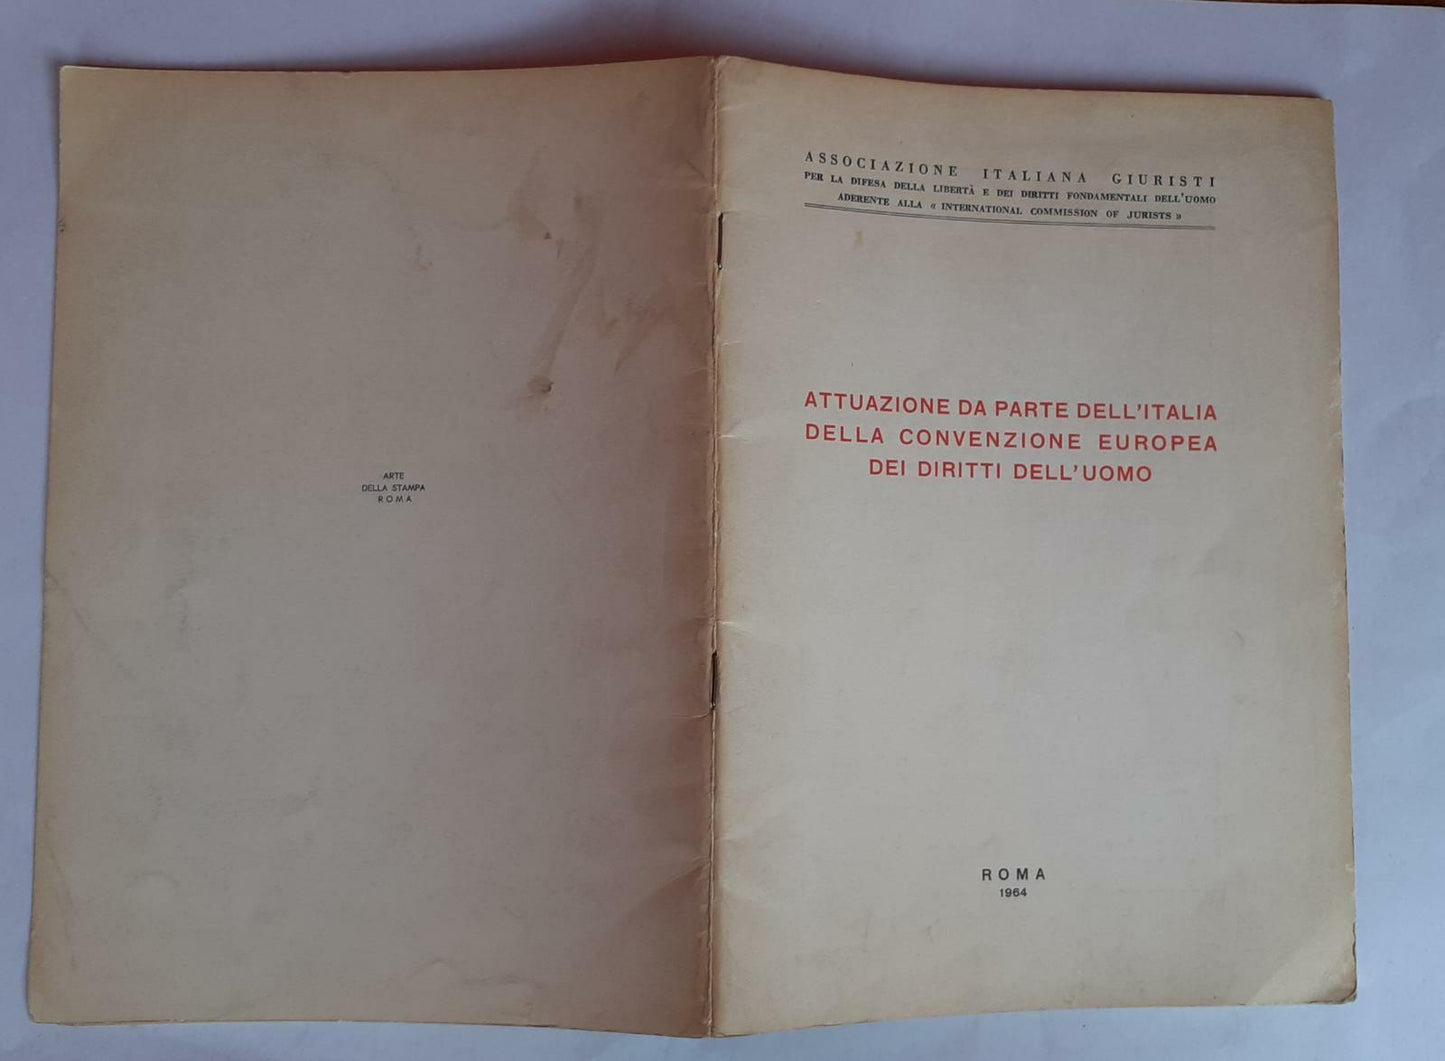 ASSOCIAZIONE ITALIANA GIURISTI
PER LA DIFESA DELLA LIBERTÀ E DEI DIRITTI FONDAMENTALI DELL'UOMO
ADERENTE ALLA « INTERNATIONAL COMMISSION OF JURISTS »
ATTUAZIONE DA PARTE DELL'ITALIA
DELLA CONVENZIONE EUROPEA
DEI DIRITTI DELL'UOMO
ROMA
1964
ARTE
DELLA STAMPA
ROMA